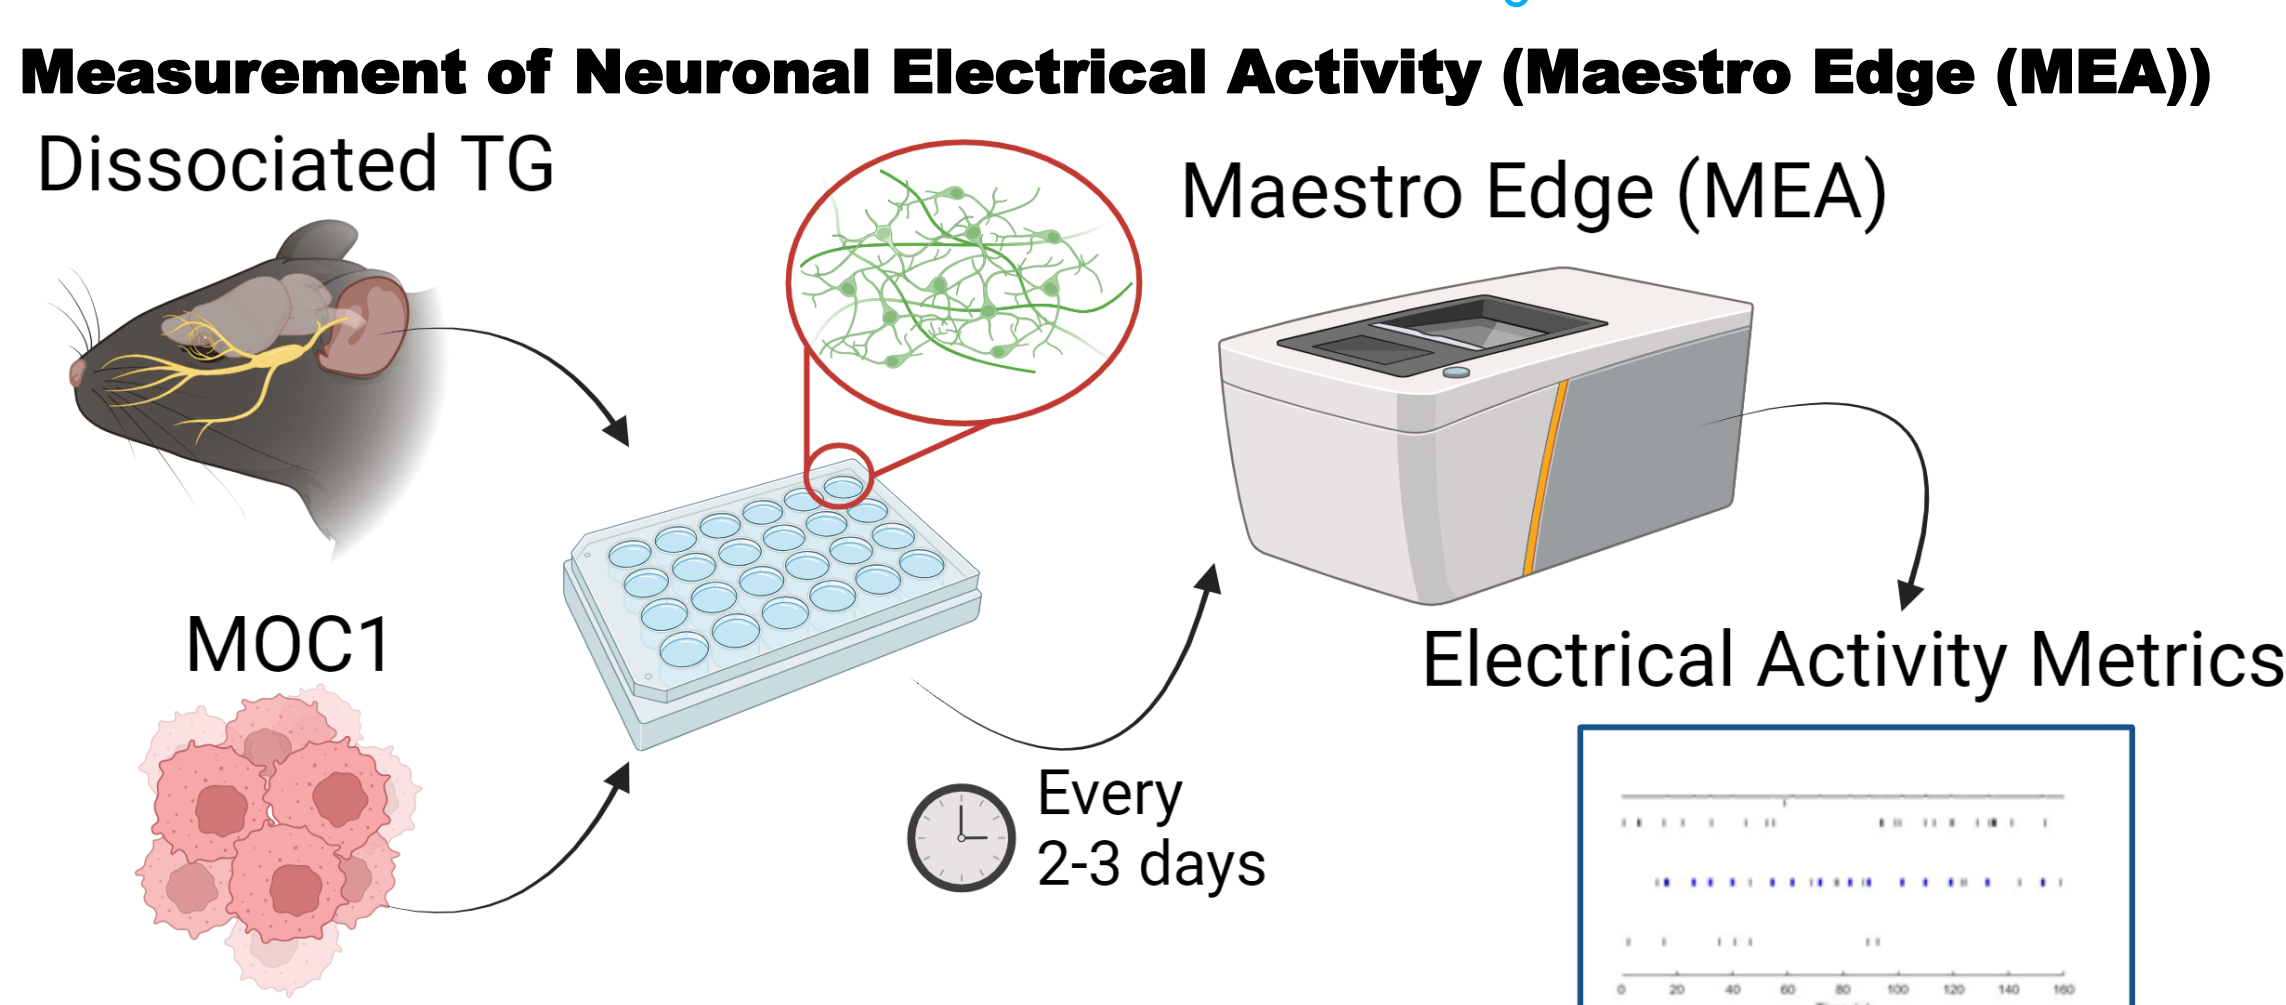 Measurement of Neuronal Electrical Activity (Maestro Edge (MEA))
Dissociated TG
Maestro Edge (MEA)
MOC1
Electrical Activity Metrics
Every
2-3 days
0 20 40 60 80 100 120 140 160